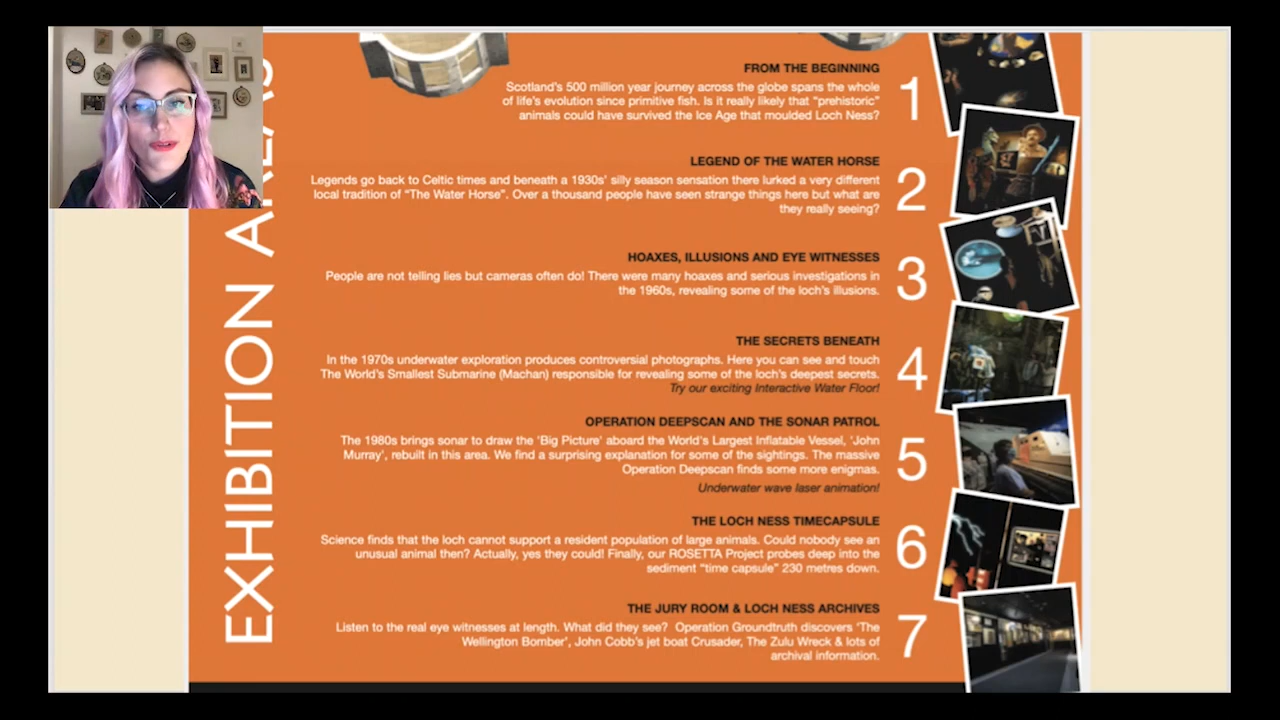 EXHIBITION AREAS
FROM THE BEGINNING
1
Scotland's 500 million year journey across the globe spans the whole
of life's evolution since primitive fish. Is it really likely that "prehistoric"
animals could have survived the Ice Age that moulded Loch Ness?
LEGEND OF THE WATER HORSE
2
Legends go back to Celtic times and beneath a 1930s' silly season sensation there lurked a very different
local tradition of "The Water Horse". Over a thousand people have seen strange things here but what are
they really seeing?
HOAXES, ILLUSIONS AND EYE WITNESSES
3
People are not telling lies but cameras often do! There were many hoaxes and serious investigations in
the 1960s, revealing some of the loch's illusions.
THE SECRETS BENEATH
4
In the 1970s underwater exploration produces controversial photographs. Here you can see and touch
The World's Smallest Submarine (Machan) responsible for revealing some of the loch's deepest secrets.
Try our exciting Interactive Water Floor!
OPERATION DEEPSCAN AND THE SONAR PATROL
5
The 1980s brings sonar to draw the 'Big Picture' aboard the World's Largest Inflatable Vessel, 'John
Murray', rebuilt in this area. We find a surprising explanation for some of the sightings. The massive
Operation Deepscan finds some more enigmas.
Underwater wave laser animation!
THE LOCH NESS TIMECAPSULE
6
Science finds that the loch cannot support a resident population of large animals. Could nobody see an
unusual animal then? Actually, yes they could! Finally, our ROSETTA Project probes deep into the
sediment "time capsule" 230 metres down.
THE JURY ROOM & LOCH NESS ARCHIVES
7
Listen to the real eye witnesses at length. What did they see? Operation Groundtruth discovers 'The
Wellington Bomber', John Cobb's jet boat Crusader, The Zulu Wreck & lots of
archival information.